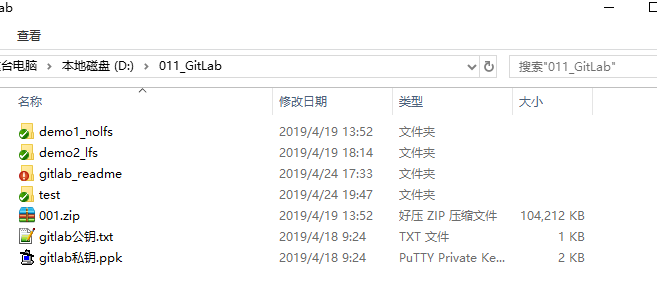 ab
查看
台电脑 > 本地磁盘 (D:) > 011_GitLab
搜索"011_GitLab"
名称 修改日期 类型 大小
demo1_nolfs 2019/4/19 13:52 文件夹
demo2_lfs 2019/4/19 18:14 文件夹
gitlab_readme 2019/4/24 17:33 文件夹
test 2019/4/24 19:47 文件夹
001.zip 2019/4/19 13:52 好压 ZIP 压缩文件 104,212 KB
gitlab公钥.txt 2019/4/18 9:24 TXT 文件 1 KB
gitlab私钥.ppk 2019/4/18 9:24 PuTTY Private Ke... 2 KB